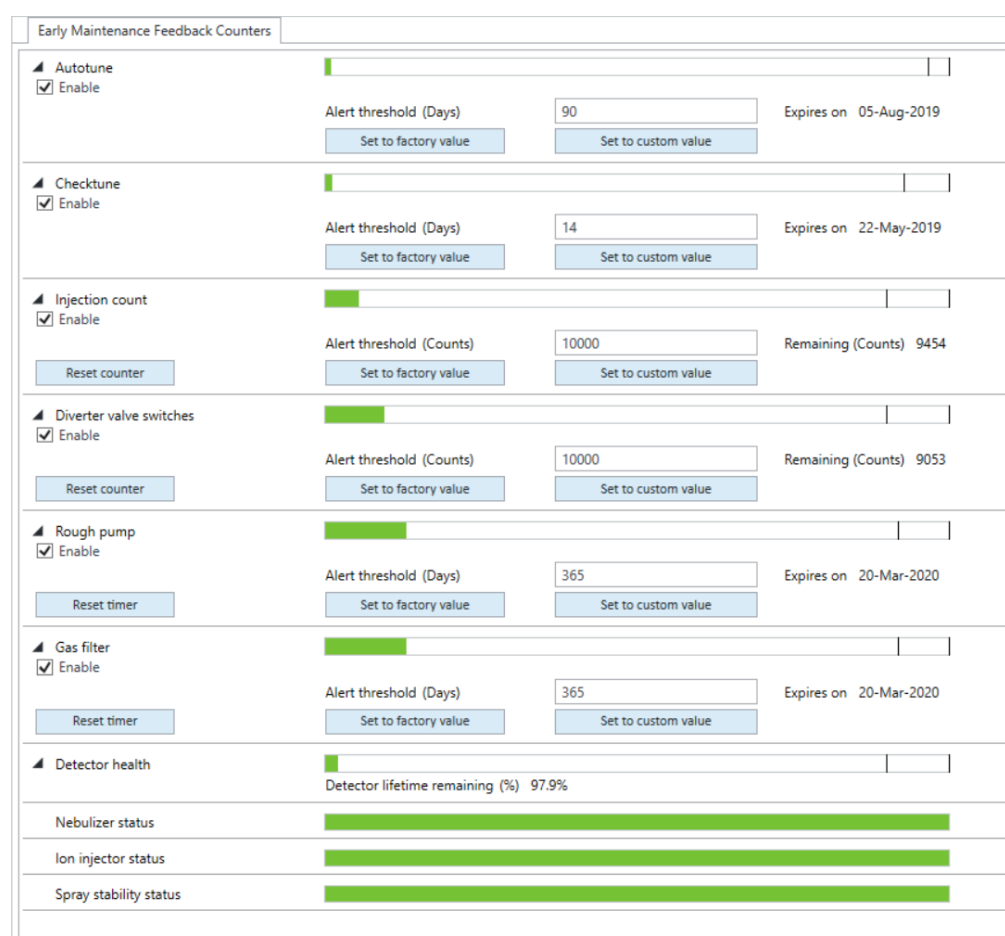 Early Maintenance Feedback Counters
Autotune
Enable
Alert threshold (Days) 90 Expires on 05-Aug-2019
Set to factory value Set to custom value
Checktune
Enable
Alert threshold (Days) 14 Expires on 22-May-2019
Set to factory value Set to custom value
Injection count
Enable
Alert threshold (Counts) 10000 Remaining (Counts) 9454
Reset counter Set to factory value Set to custom value
Diverter valve switches
Enable
Alert threshold (Counts) 10000 Remaining (Counts) 9053
Reset counter Set to factory value Set to custom value
Rough pump
Enable
Alert threshold (Days) 365 Expires on 20-Mar-2020
Reset timer Set to factory value Set to custom value
Gas filter
Enable
Alert threshold (Days) 365 Expires on 20-Mar-2020
Reset timer Set to factory value Set to custom value
Detector health
Detector lifetime remaining (%) 97.9%
Nebulizer status
Ion injector status
Spray stability status